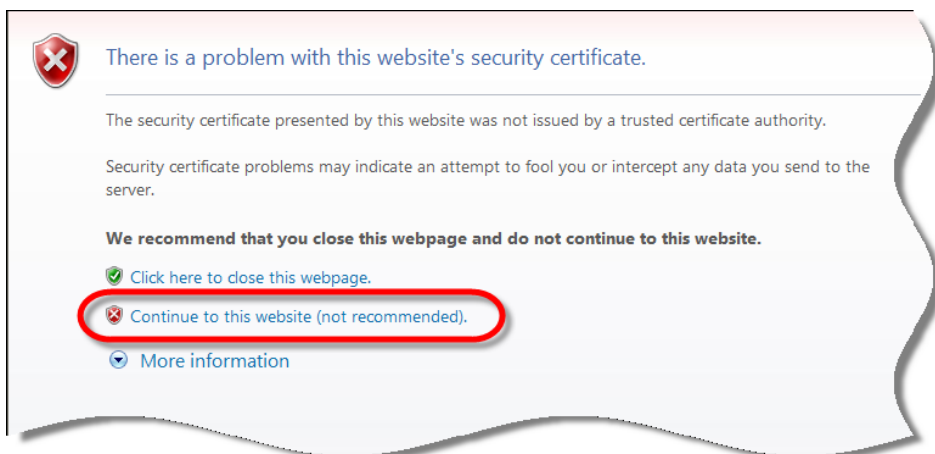 There is a problem with this website's security certificate.
The security certificate presented by this website was not issued by a trusted certificate authority.
Security certificate problems may indicate an attempt to fool you or intercept any data you send to the
server.
We recommend that you close this webpage and do not continue to this website.
Click here to close this webpage.
Continue to this website (not recommended).
More information